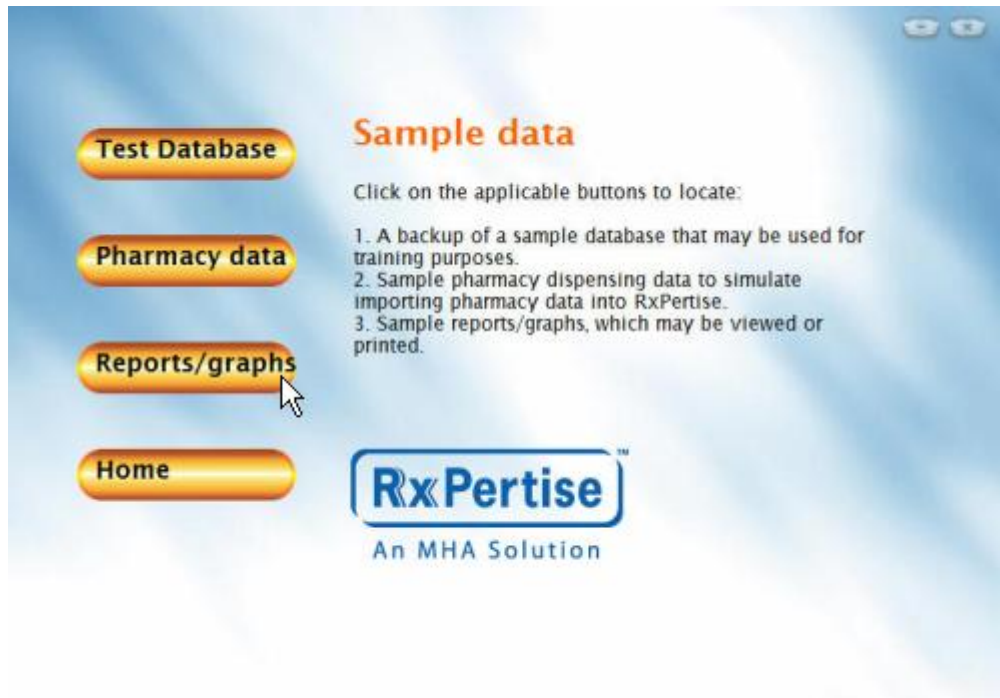 Test Database
Pharmacy data
Reports/graphs
Home
Sample data
Click on the applicable buttons to locate:
1. A backup of a sample database that may be used for
training purposes.
2. Sample pharmacy dispensing data to simulate
importing pharmacy data into RxPertise.
3. Sample reports/graphs, which may be viewed or
printed.
RxPertise™
An MHA Solution